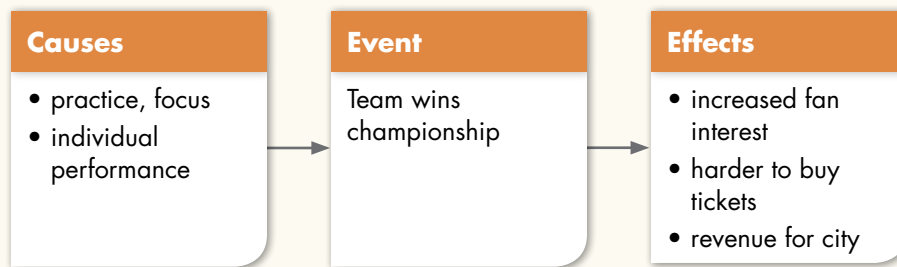 Causes
• practice, focus
• individual
performance
Event
Team wins
championship
Effects
• increased fan
interest
• harder to buy
tickets
• revenue for city